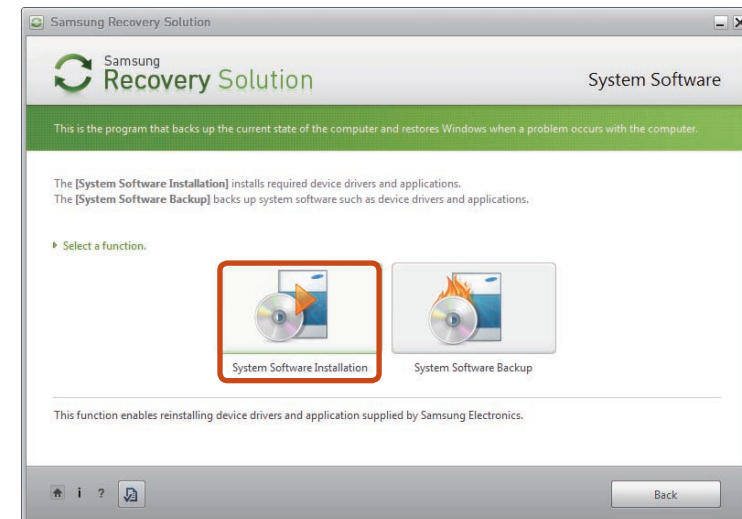 Samsung Recovery Solution
Samsung
Recovery Solution
System Software
This is the program that backs up the current state of the computer and restores Windows when a problem occurs with the computer.
The [System Software Installation] installs required device drivers and applications.
The [System Software Backup] backs up system software such as device drivers and applications.
Select a function.
System Software Installation
System Software Backup
This function enables reinstalling device drivers and application supplied by Samsung Electronics.
i ?
Back